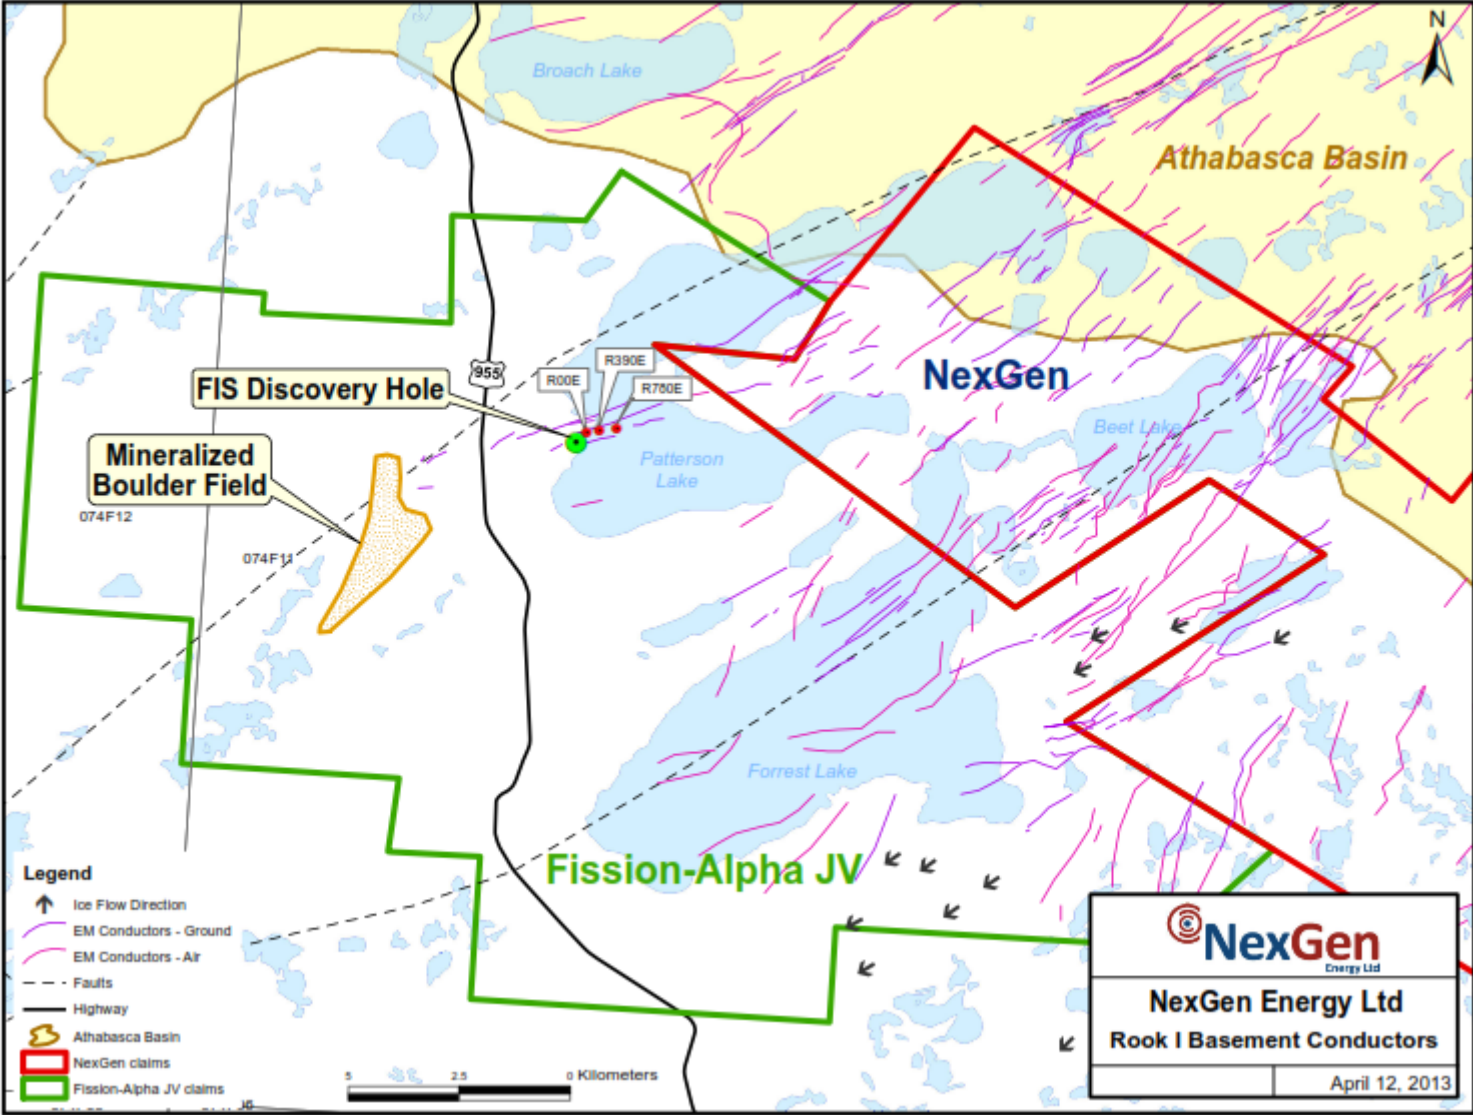 N
Broach Lake
Athabasca Basin
955
R390E
R00E
R780E
FIS Discovery Hole
NexGen
Mineralized
Boulder Field
Beet Lake
Patterson
Lake
074F12
074F11
Forrest Lake
Fission-Alpha JV
Legend
Ice Flow Direction
EM Conductors - Ground
EM Conductors - Air
Faults
Highway
Athabasca Basin
NexGen claims
Fission-Alpha JV claims
5 2.5 0 Kilometers
NexGen
Energy Ltd
NexGen Energy Ltd
Rook I Basement Conductors
April 12, 2013